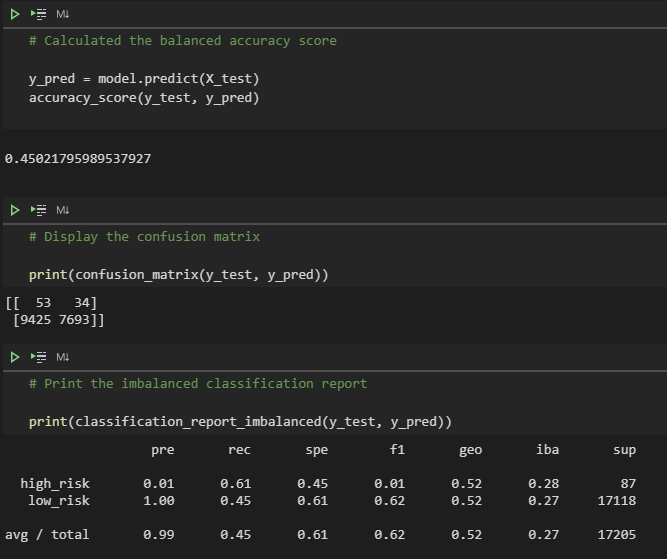 M↓
# Calculated the balanced accuracy score
y_pred = model.predict(X_test)
accuracy_score(y_test, y_pred)
0.45021795989537927
M↓
# Display the confusion matrix
print(confusion_matrix(y_test, y_pred))
[[  53   34]
 [9425 7693]]
M↓
# Print the imbalanced classification report
print(classification_report_imbalanced(y_test, y_pred))
pre rec spe f1 geo iba sup
high_risk 0.01 0.61 0.45 0.01 0.52 0.28 87
low_risk 1.00 0.45 0.61 0.62 0.52 0.27 17118
avg / total 0.99 0.45 0.61 0.62 0.52 0.27 17205